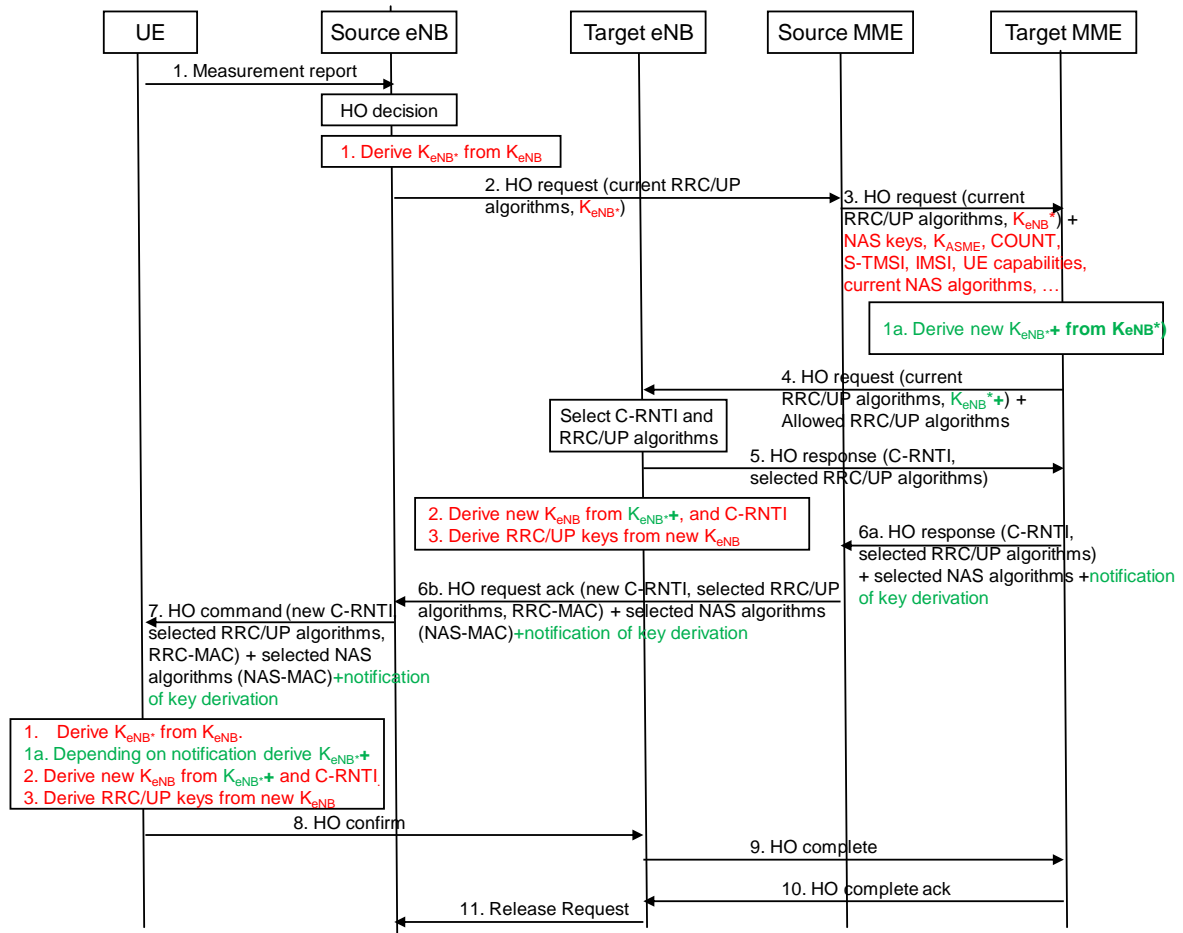 UE
Source eNB
Target eNB
Source MME
Target MME
1. Measurement report
HO decision
1. Derive KeNB* from KeNB
2. HO request (current RRC/UP
algorithms, KeNB*)
3. HO request (current
RRC/UP algorithms, KeNB*) +
NAS keys, KASME, COUNT,
S-TMSI, IMSI, UE capabilities,
current NAS algorithms, …
1a. Derive new KeNB*+ from KeNB*)
4. HO request (current
RRC/UP algorithms, KeNB*+) +
Allowed RRC/UP algorithms
Select C-RNTI and
RRC/UP algorithms
5. HO response (C-RNTI,
selected RRC/UP algorithms)
2. Derive new KeNB from KeNB*+, and C-RNTI
3. Derive RRC/UP keys from new KeNB
6a. HO response (C-RNTI,
selected RRC/UP algorithms)
+ selected NAS algorithms +notification
of key derivation
6b. HO request ack (new C-RNTI, selected RRC/UP
algorithms, RRC-MAC) + selected NAS algorithms
(NAS-MAC)+notification of key derivation
7. HO command (new C-RNTI,
selected RRC/UP algorithms,
RRC-MAC) + selected NAS
algorithms (NAS-MAC)+notification
of key derivation
1. Derive KeNB* from KeNB.
1a. Depending on notification derive KeNB*+
2. Derive new KeNB from KeNB*+ and C-RNTI.
3. Derive RRC/UP keys from new KeNB
8. HO confirm
9. HO complete
10. HO complete ack
11. Release Request